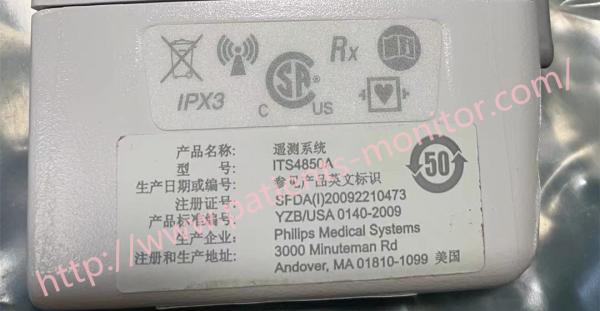 IPX3
C
SA
US
Rx
产品名称: 遥测系统
型 号: ITS4850A
生产日期或编号: 参见产品英文标识
注册证号: SFDA(I)20092210473
产品标准编号: YZB/USA 0140-2009
生产企业: Philips Medical Systems
注册和生产地址: 3000 Minuteman Rd
Andover, MA 01810-1099 美国
50
http://www.patients-monitor.com/